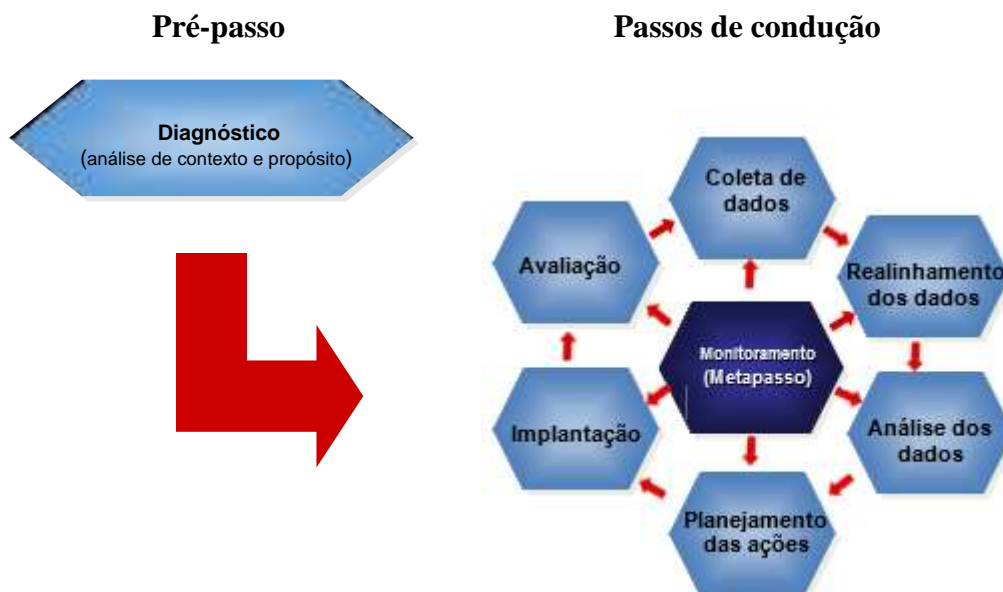 Pré-passo
Passos de condução
Diagnóstico
(análise de contexto e propósito)
Coleta de
dados
Avaliação
Realinhamento
dos dados
Monitoramento
(Metapasso)
Implantação
Análise dos
dados
Planejamento
das ações